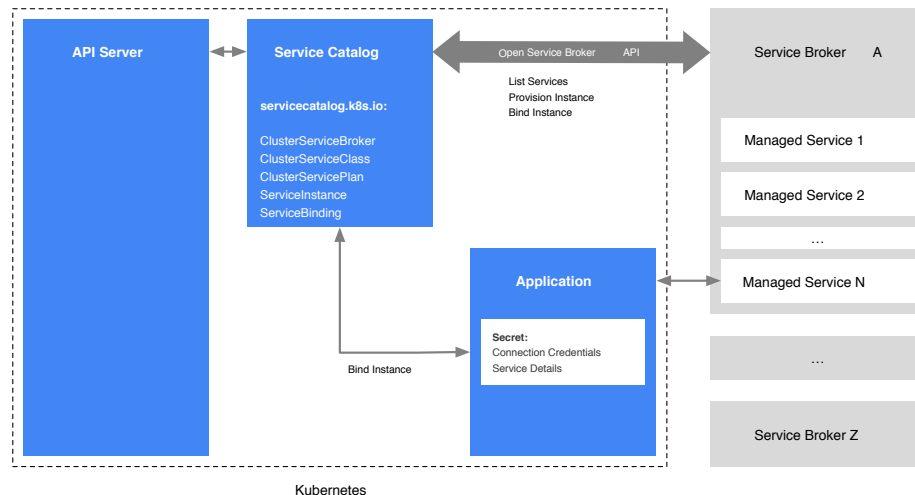 API Server
Service Catalog
servicecatalog.k8s.io:
ClusterServiceBroker
ClusterServiceClass
ClusterServicePlan
ServiceInstance
ServiceBinding
Open Service Broker API
List Services
Provision Instance
Bind Instance
Service Broker A
Managed Service 1
Managed Service 2
...
Managed Service N
Application
Secret:
Connection Credentials
Service Details
Bind Instance
...
Service Broker Z
Kubernetes